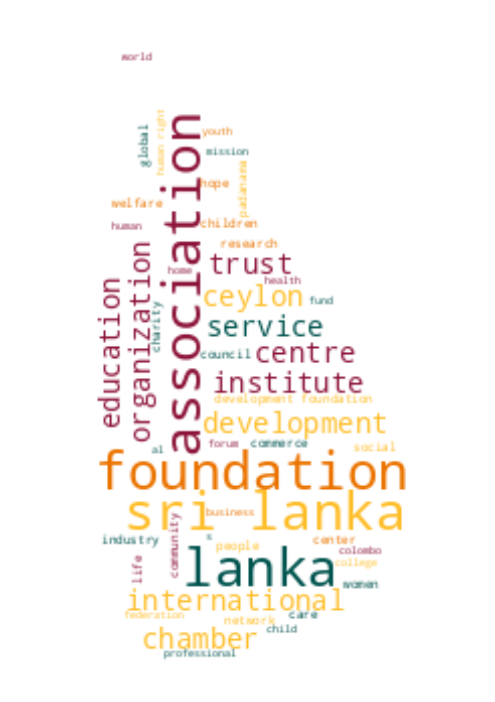 world
global
human right
association
youth
mission
padanama
hope
welfare
human
children
research
education
organization
home
trust
health
ceylon
fund
charity
service
council
centre
institute
development foundation
development
al
forum
commerce
social
foundation
sri lanka
business
industry
community
s
people
center
colombo
life
lanka
college
women
international
federation
network
care
child
chamber
professional